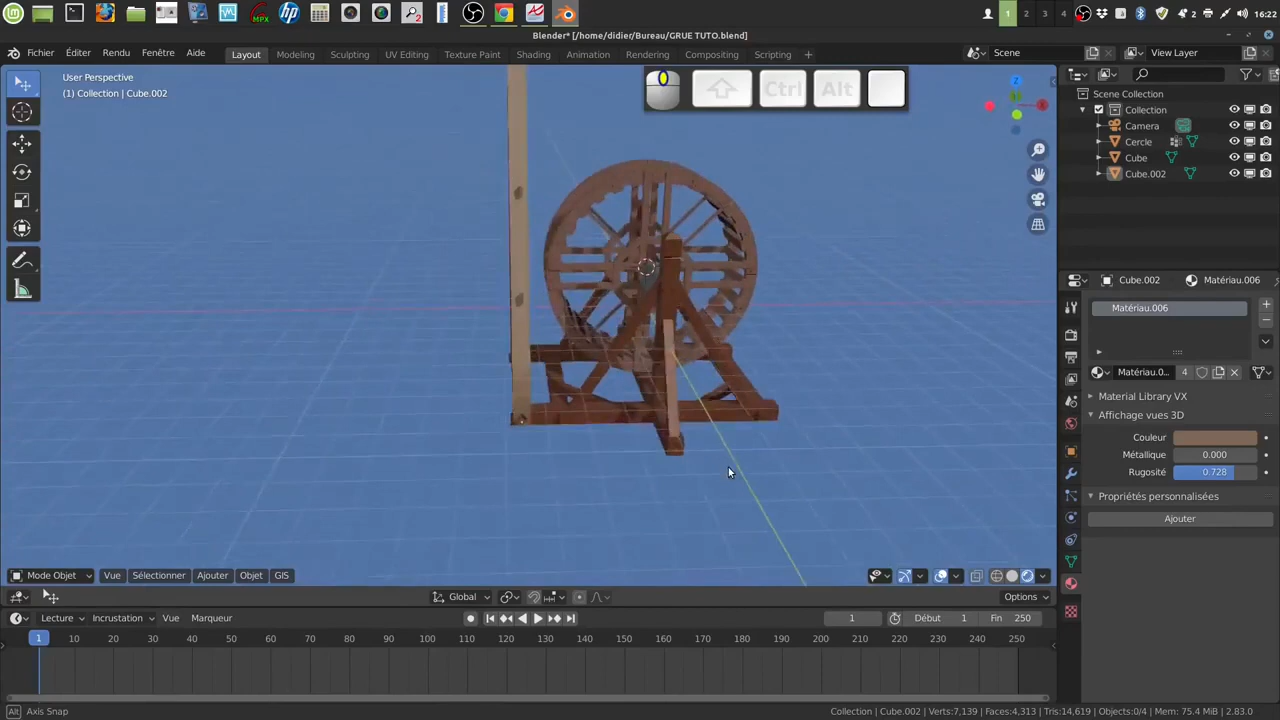 16:22
Blender* [/home/didier/Bureau/GRUE TUTO.blend]
Fichier Éditer Rendu Fenêtre Aide
Layout Modeling Sculpting UV Editing Texture Paint Shading Animation Rendering Compositing Scripting +
Scene View Layer
User Perspective
(1) Collection | Cube.002
Ctrl Alt
Scene Collection
Collection
Camera
Cercle
Cube
Cube.002
Cube.002 Matériau.006
Matériau.006
Matériau.0... 4
Material Library VX
Affichage vues 3D
Couleur
Métallique 0.000
Rugosité 0.728
Propriétés personnalisées
Ajouter
Mode Objet Vue Sélectionner Ajouter Objet GIS
Global Options
Lecture Incrustation Vue Marqueur 1 Début 1 Fin 250
1 10 20 30 40 50 60 70 80 90 100 110 120 130 140 150 160 170 180 190 200 210 220 230 240 250
Alt Axis Snap Collection | Cube.002 | Verts:7,139 | Faces:4,313 | Tris:14,619 | Objects:0/4 | Mem: 75.4 MiB | 2.83.0